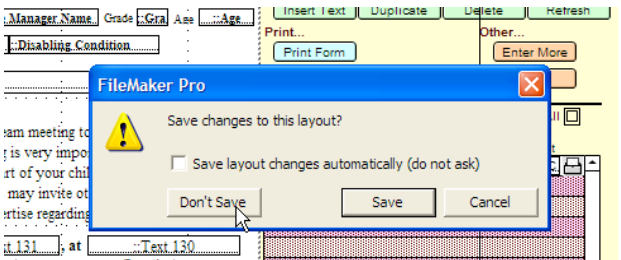 Manager Name Grade ::Gra Age ::Age
Insert Text Duplicate Delete Refresh
Print... Other...
::Disabling Condition
Print Form Enter More
FileMaker Pro
Save changes to this layout?
Save layout changes automatically (do not ask)
Don't Save Save Cancel
eam meeting to
g is very impo
rt of your chil
may invite ot
ertise regarding
xt 131 , at ::Text 130